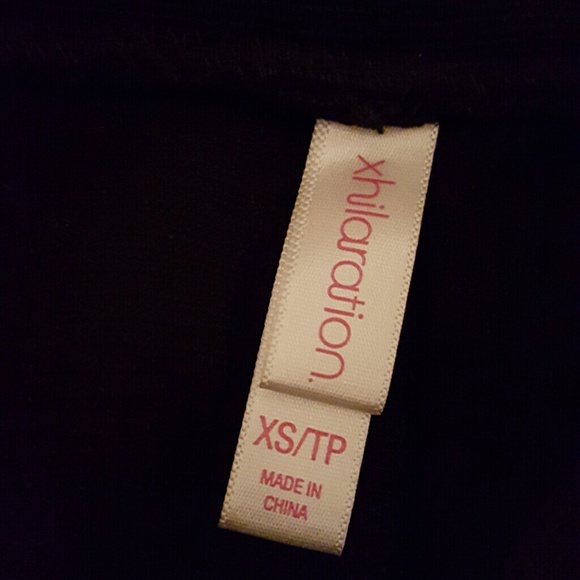 xhilaration.
XS/TP
MADE IN
CHINA